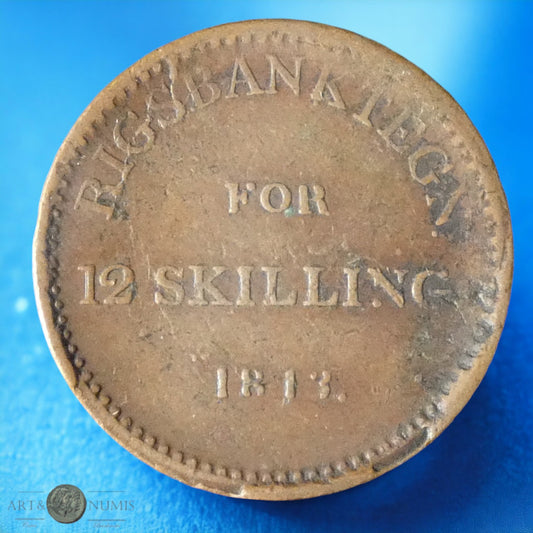 RIGSBANKTEGN
FOR
12 SKILLING
1813.
ART& NUMIS